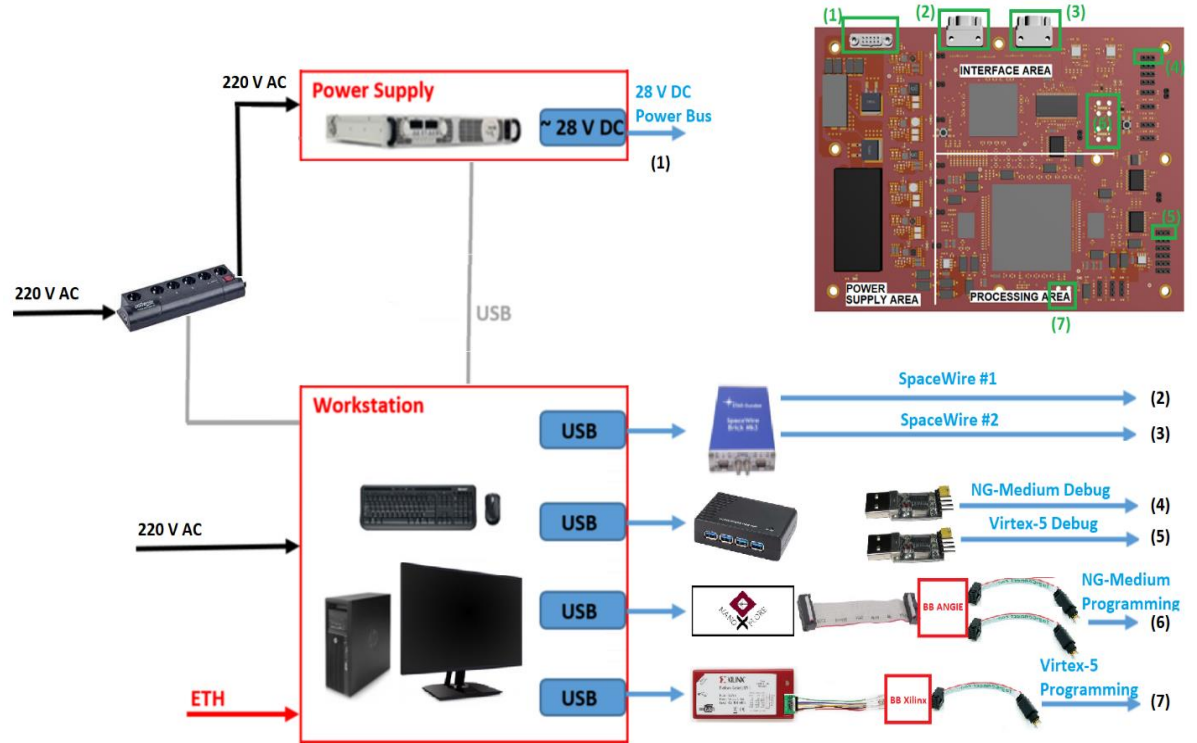 220 V AC
220 V AC
Power Supply
~ 28 V DC
28 V DC
Power Bus
(1)
USB
(1)
(2)
(3)
INTERFACE AREA
(4)
(5)
POWER
SUPPLY AREA
PROCESSING AREA
(7)
Workstation
220 V AC
ETH
USB
SpaceWire
SpaceWire #1
(2)
SpaceWire #2
(3)
USB
NG-Medium Debug
(4)
Virtex-5 Debug
(5)
USB
NANO X MORE
BB ANGIE
NG-Medium
Programming
(6)
USB
XILINX
BB Xilinx
Virtex-5
Programming
(7)